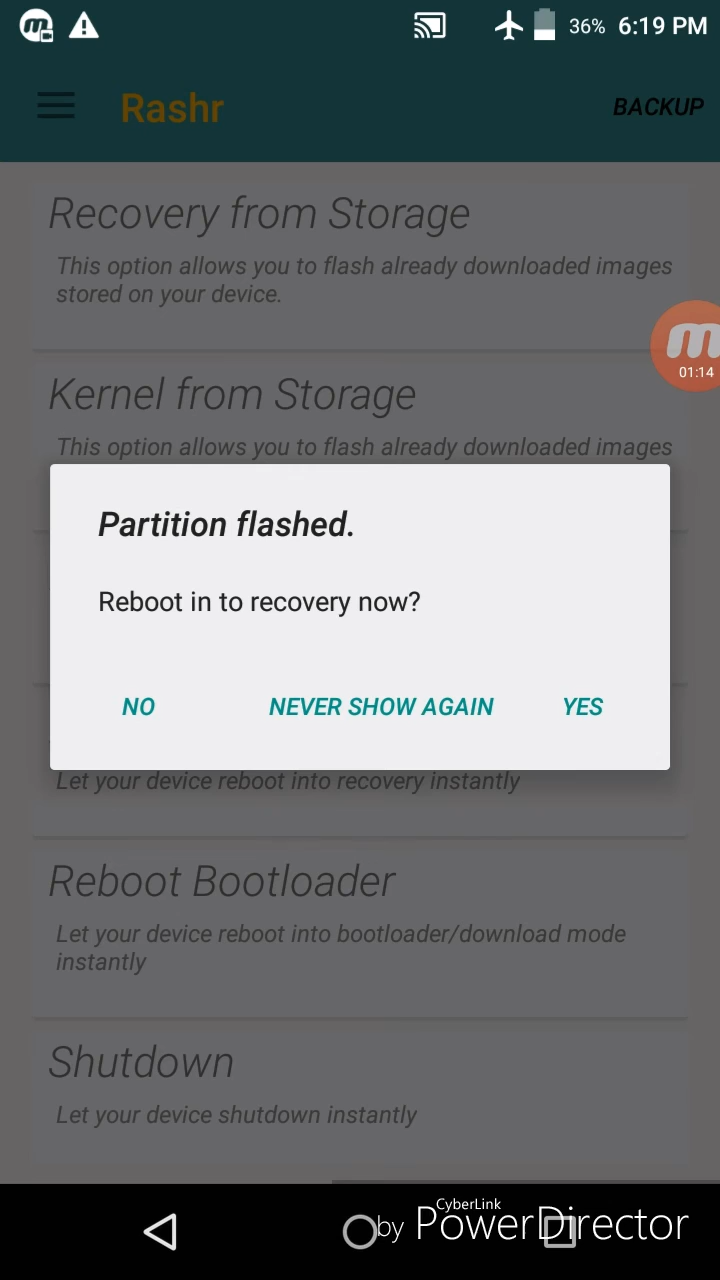 36% 6:19 PM
Rashr
BACKUP
Recovery from Storage
This option allows you to flash already downloaded images
stored on your device.
m
01:14
Kernel from Storage
This option allows you to flash already downloaded images
Partition flashed.
Reboot in to recovery now?
NO NEVER SHOW AGAIN YES
Let your device reboot into recovery instantly
Reboot Bootloader
Let your device reboot into bootloader/download mode
instantly
Shutdown
Let your device shutdown instantly
CyberLink
by PowerDirector